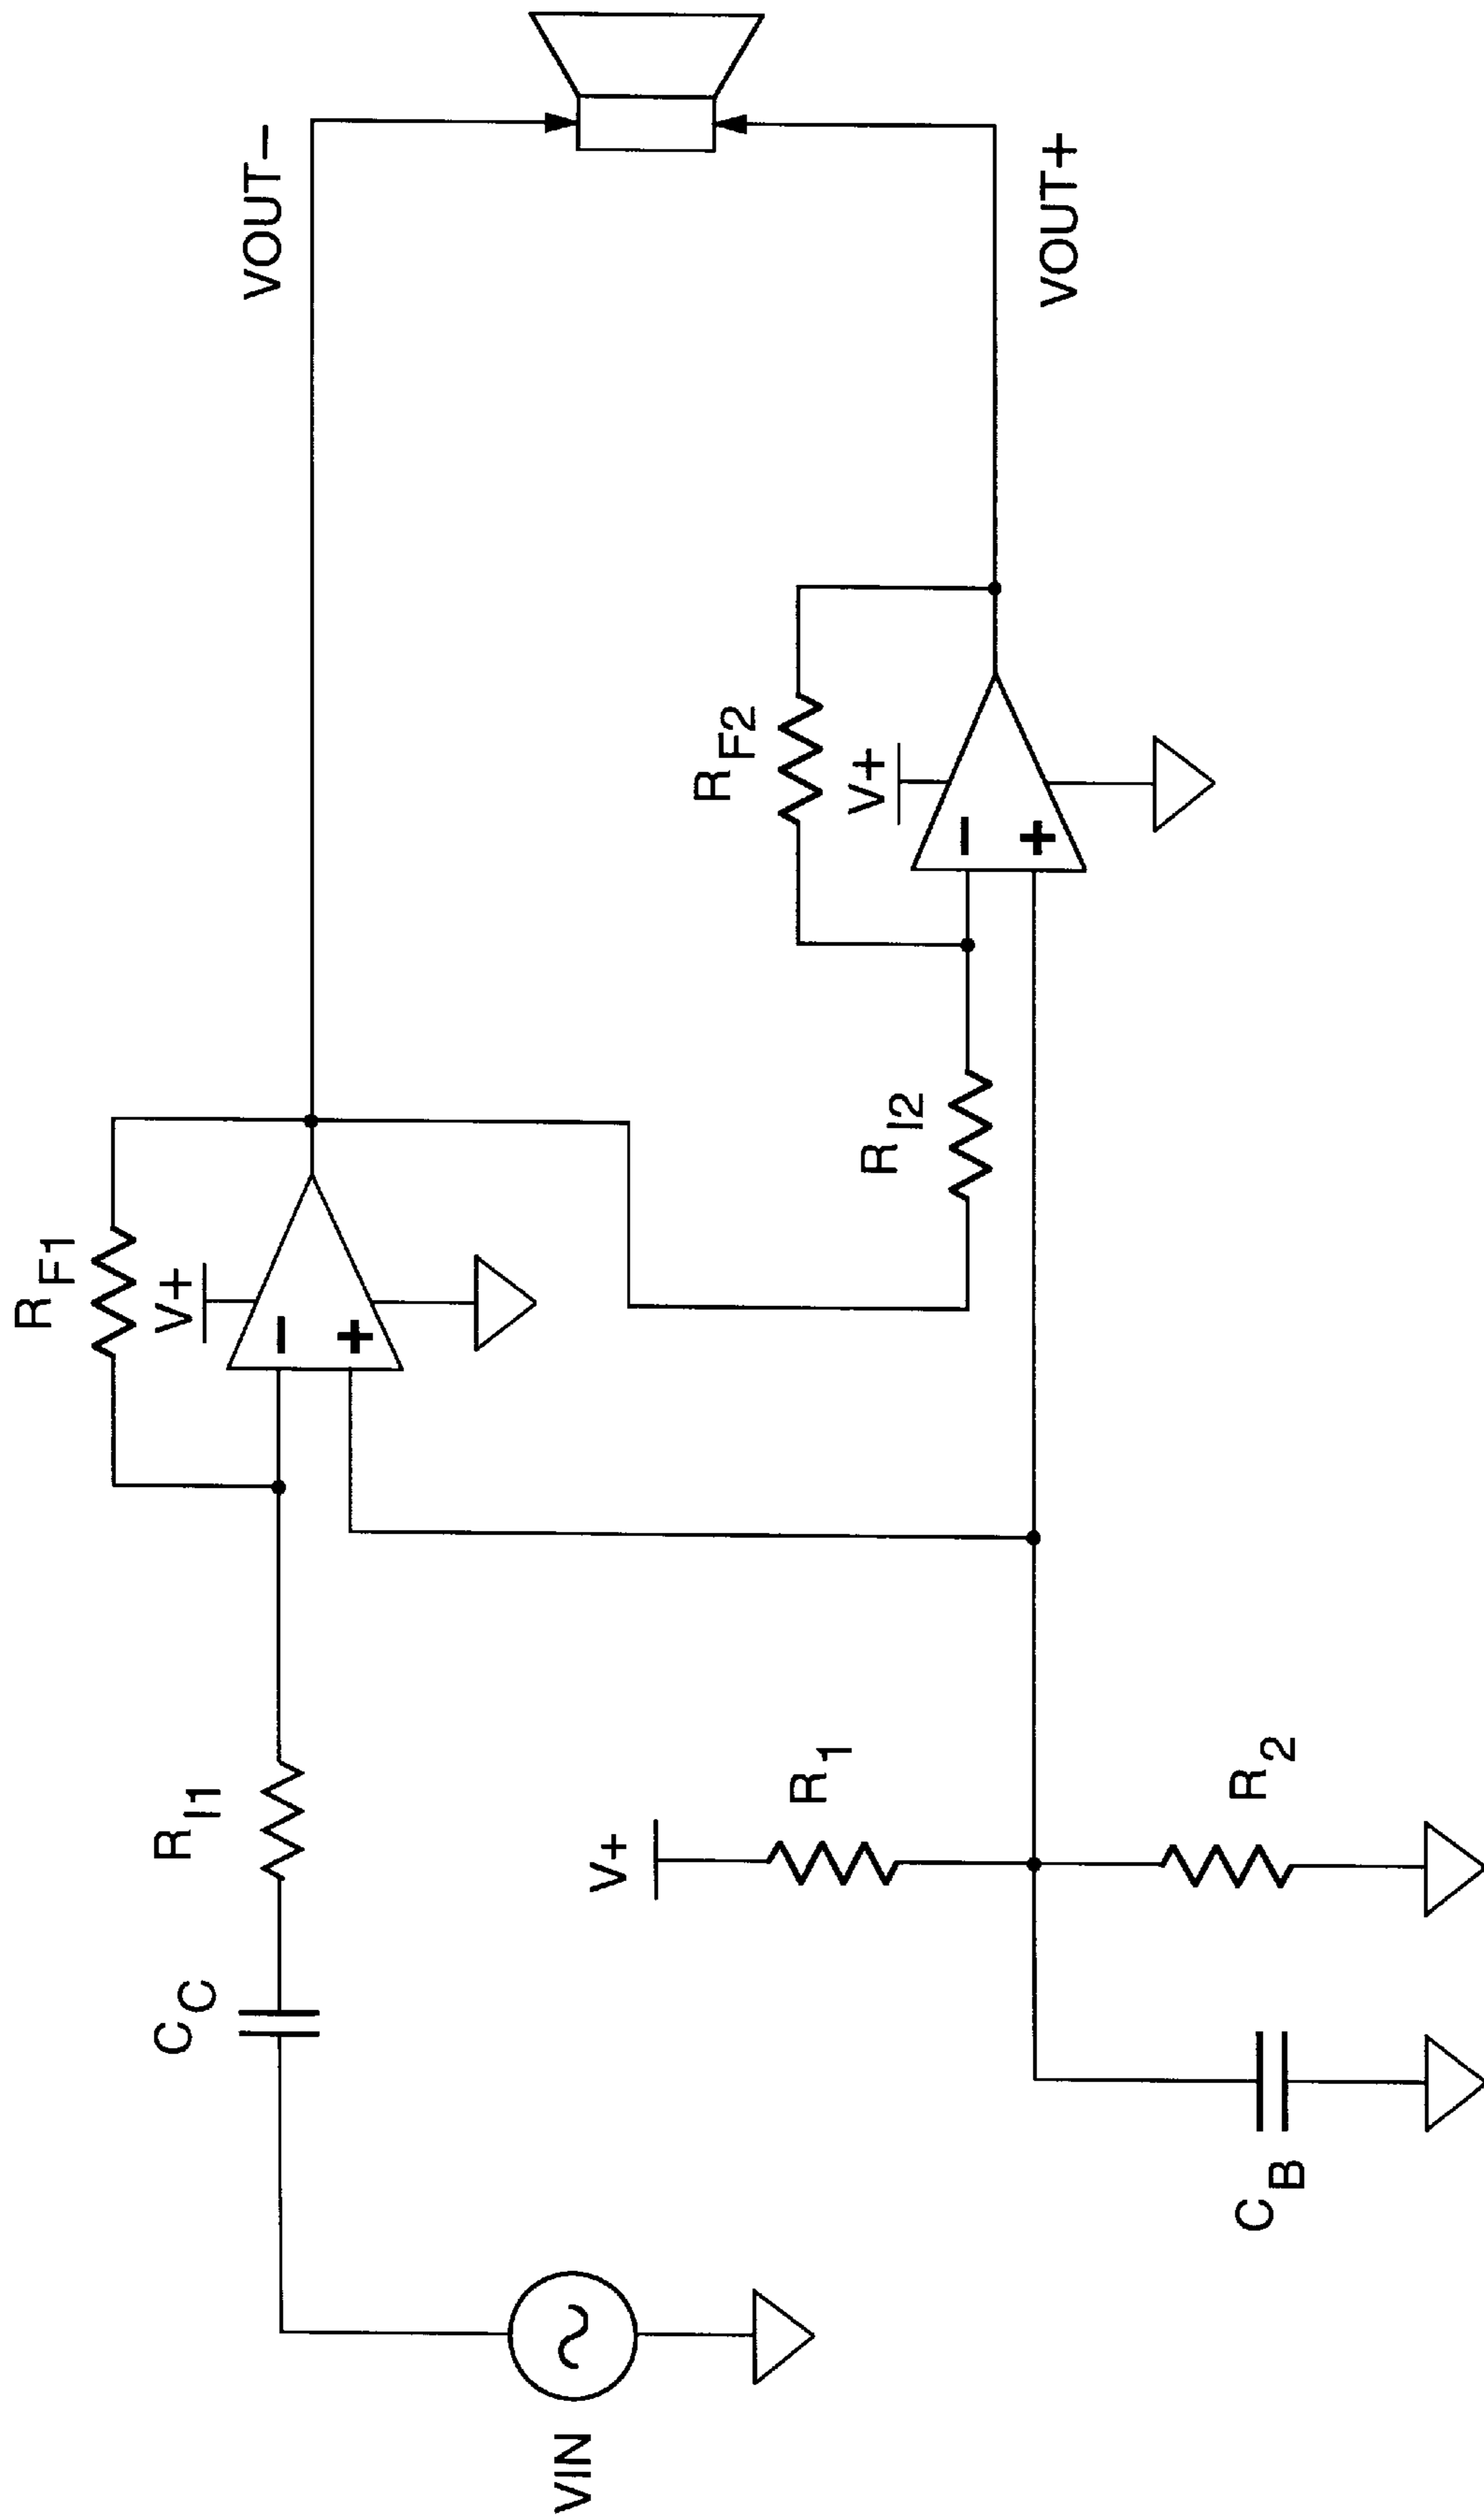 RF1
V+
VOUT-
CC
RI1
RF2
V+
RI2
VIN
V+
R1
VOUT+
CB
R2
-
+
-
+